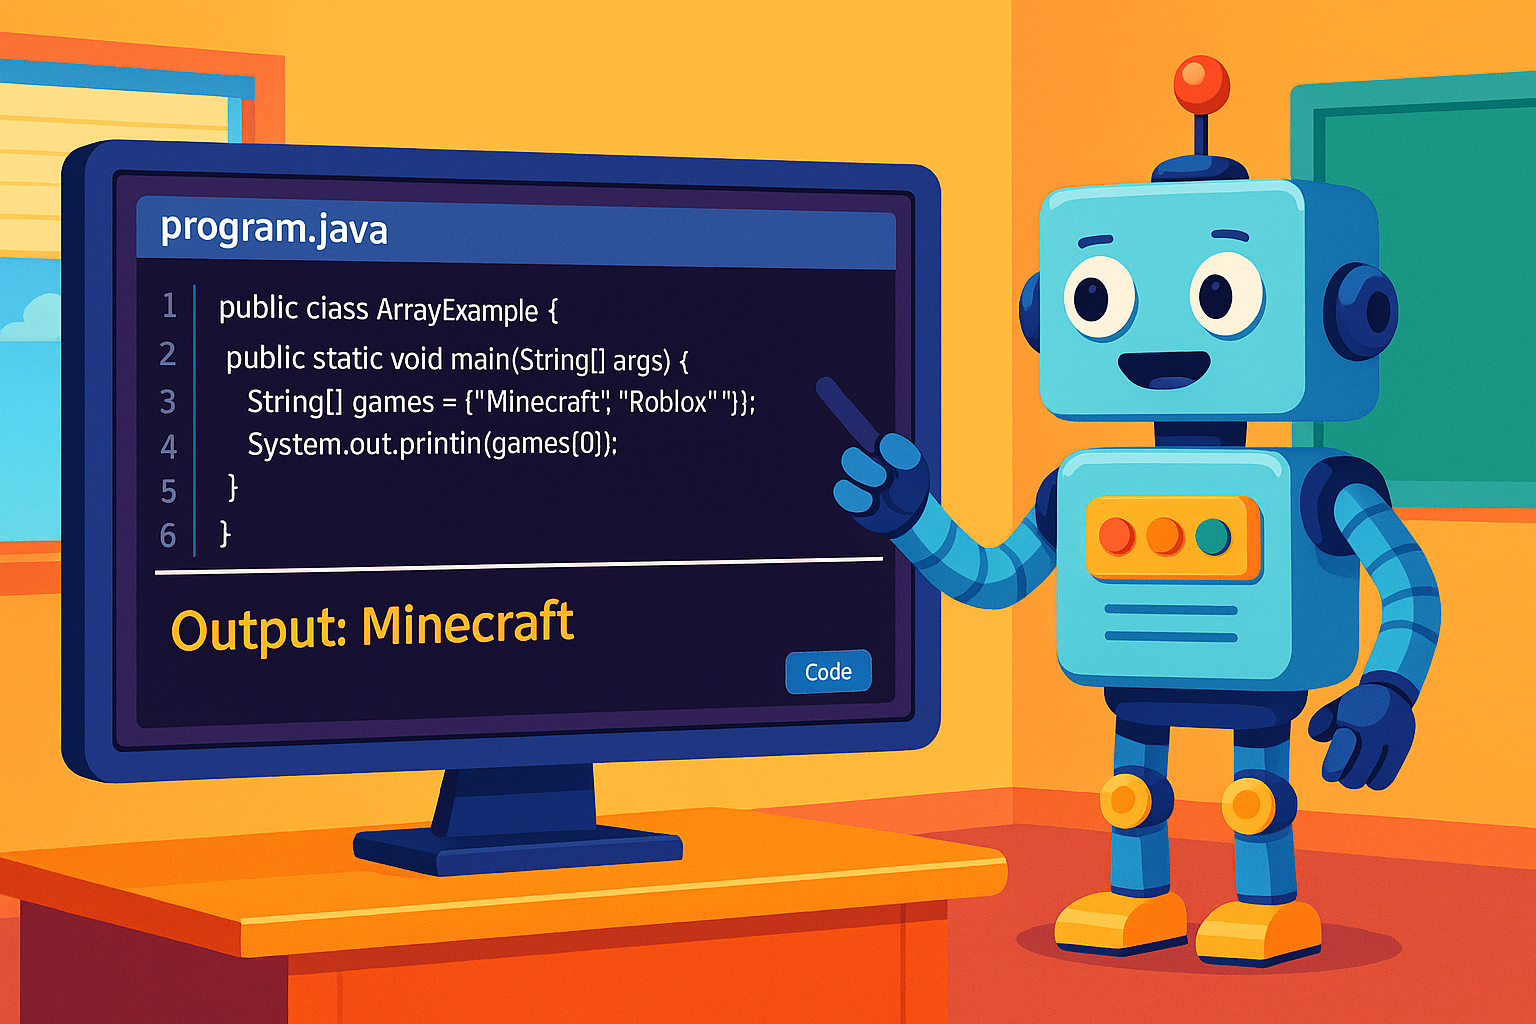 program.java
1 public class ArrayExample {
2 public static void main(String[] args) {
3 String[] games = {"Minecraft", "Roblox" "}};
4 System.out.printin(games[0]);
5 }
6 }
Output: Minecraft
Code